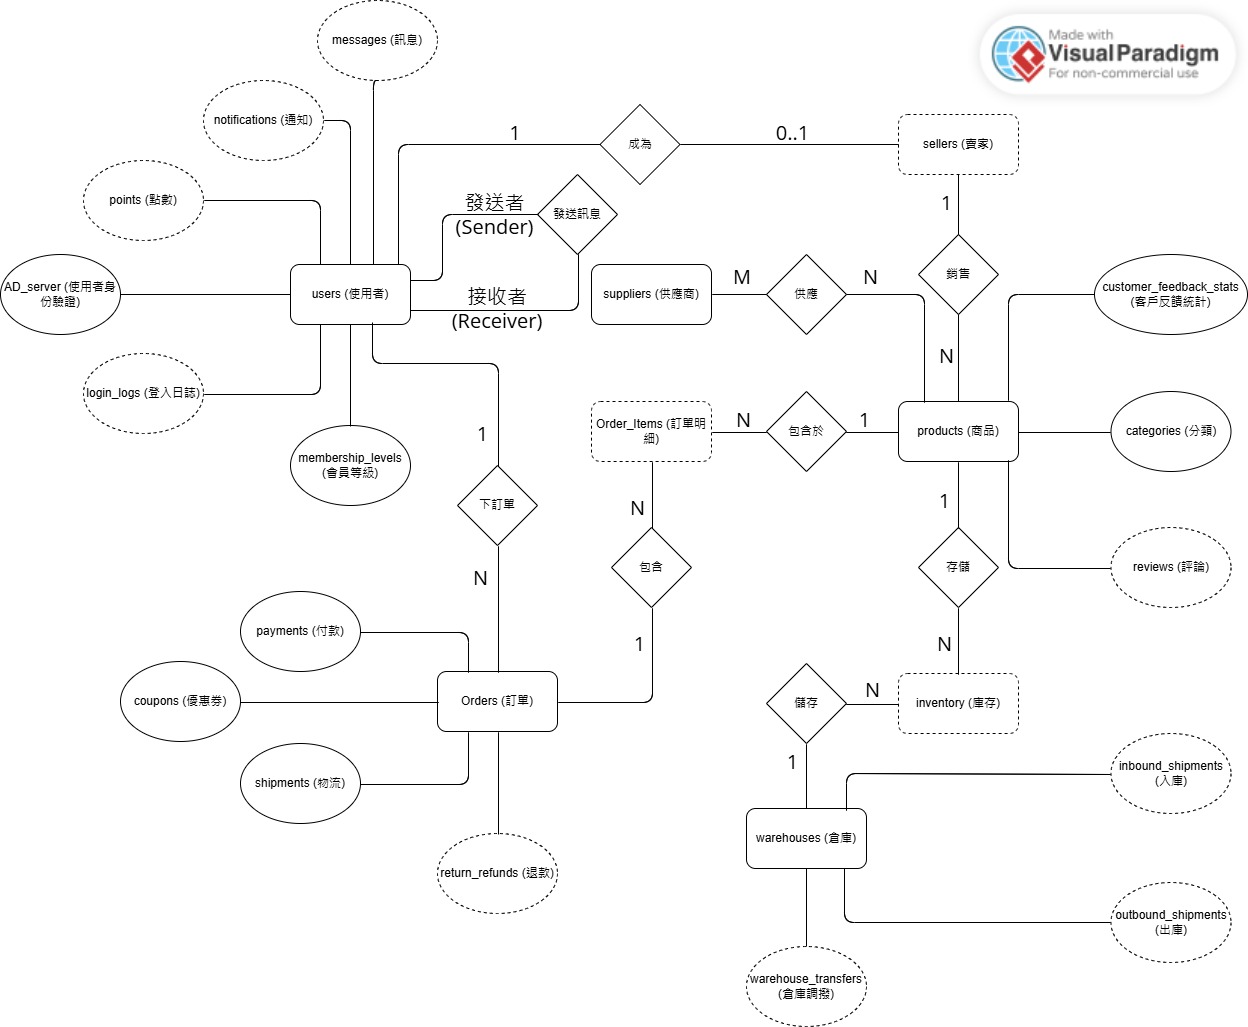 messages (訊息)
Made with
Visual Paradigm
For non-commercial use
notifications (通知)
1
成為
0..1
sellers (賣家)
points (點數)
發送者
(Sender)
發送訊息
1
AD_server (使用者身
份驗證)
users (使用者)
接收者
(Receiver)
suppliers (供應商)
M
供應
N
銷售
customer_feedback_stats
(客戶反饋統計)
N
login_logs (登入日誌)
Order_Items (訂單明
細)
N
包含於
1
products (商品)
categories (分類)
membership_levels
(會員等級)
1
下訂單
N
1
包含
存儲
reviews (評論)
N
payments (付款)
1
N
coupons (優惠券)
Orders (訂單)
儲存
N
inventory (庫存)
shipments (物流)
1
inbound_shipments
(入庫)
warehouses (倉庫)
return_refunds (退款)
outbound_shipments
(出庫)
warehouse_transfers
(倉庫調撥)